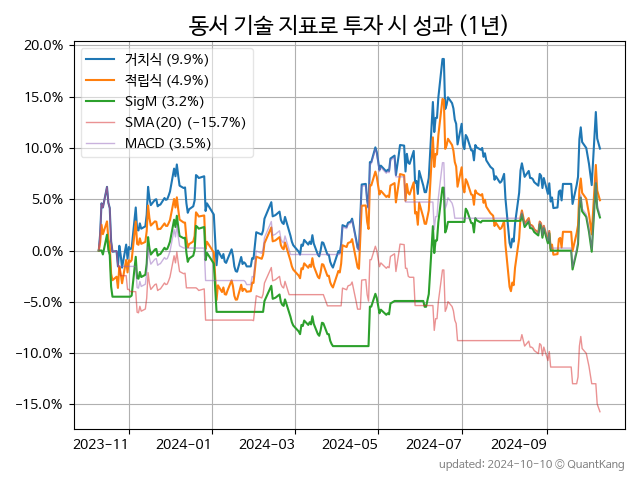 동서 기술 지표로 투자 시 성과 (1년)
20.0%
15.0%
10.0%
5.0%
0.0%
−5.0%
−10.0%
−15.0%
거치식 (9.9%)
적립식 (4.9%)
SigM (3.2%)
SMA(20) (−15.7%)
MACD (3.5%)
2023-11
2024-01
2024-03
2024-05
2024-07
2024-09
updated: 2024-10-10 © QuantKang